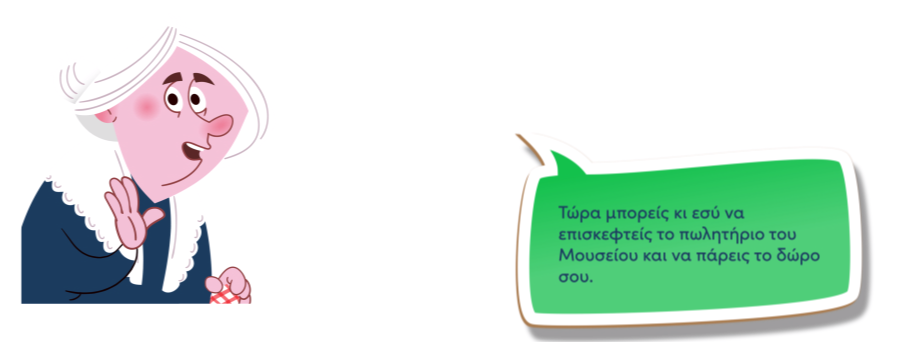 Τώρα μπορείς κι εσύ να
επισκεφτείς το πωλητήριο του
Μουσείου και να πάρεις το δώρο
σου.